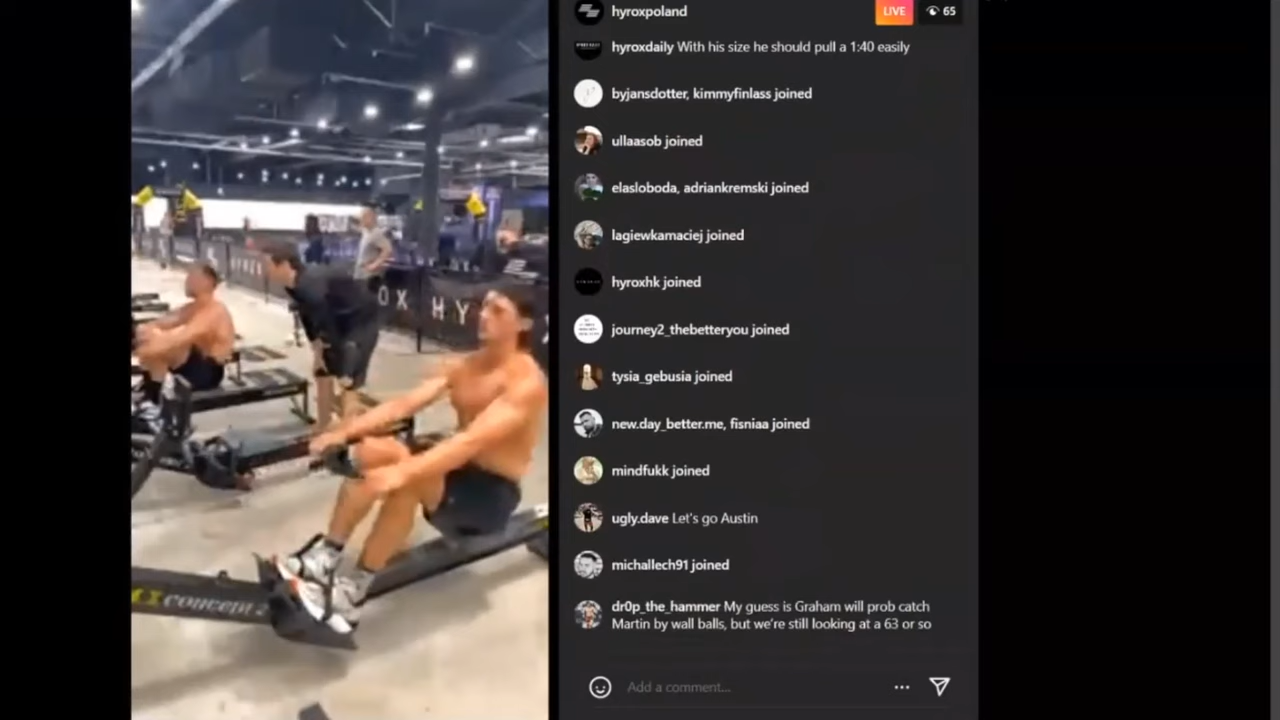 hyroxpoland
LIVE
65
hyroxdaily With his size he should pull a 1:40 easily
byjansdotter, kimmyfinlass joined
ullaasob joined
elasloboda, adriankremski joined
lagiewkamaciej joined
hyroxhk joined
journey2_thebetteryou joined
tysia_gebusia joined
new.day_better.me, fisniaa joined
mindfukk joined
ugly.dave Let's go Austin
michallech91 joined
dr0p_the_hammer My guess is Graham will prob catch
Martin by wall balls, but we're still looking at a 63 or so
Add a comment...
OX HY
concept 2